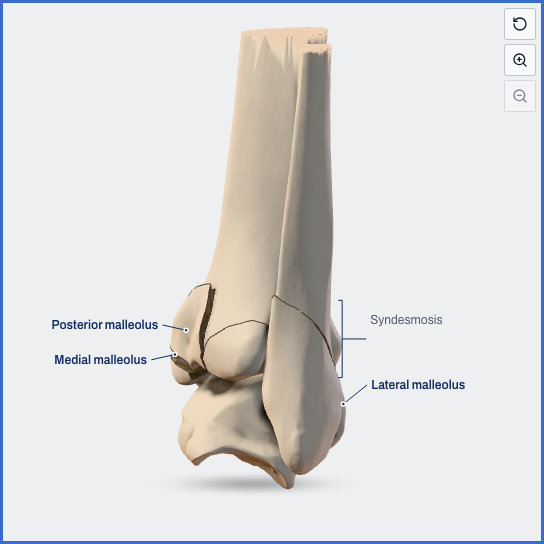 Posterior malleolus
Syndesmosis
Medial malleolus
Lateral malleolus